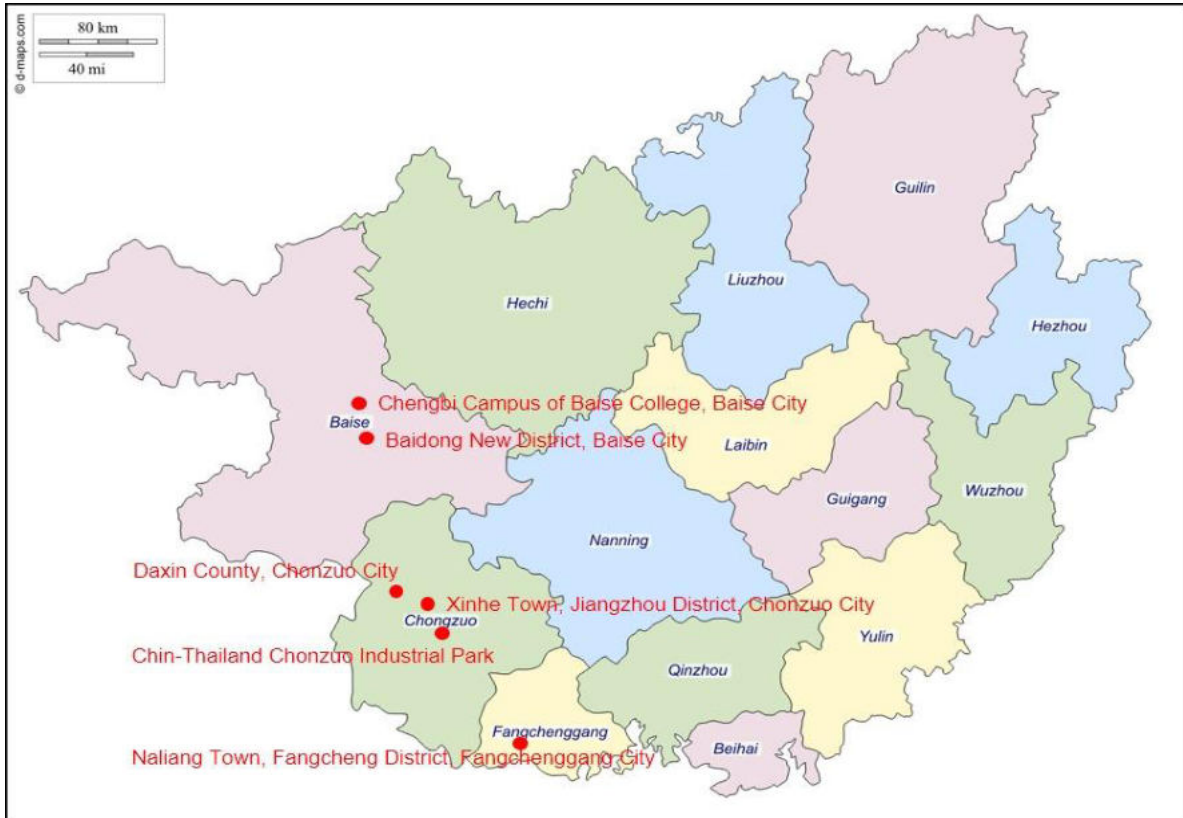 © d-maps.com
80 km
40 mi
Guilin
Liuzhou
Hechi
Hezhou
Chengbi Campus of Baise College, Baise City
Baise
Baidong New District, Baise City
Laibin
Wuzhou
Guigang
Nanning
Daxin County, Chonzuo City
Xinhe Town, Jiangzhou District, Chonzuo City
Chongzuo
Yulin
Chin-Thailand Chonzuo Industrial Park
Qinzhou
Fangchenggang
Beihai
Naliang Town, Fangcheng District, Fangchenggang City